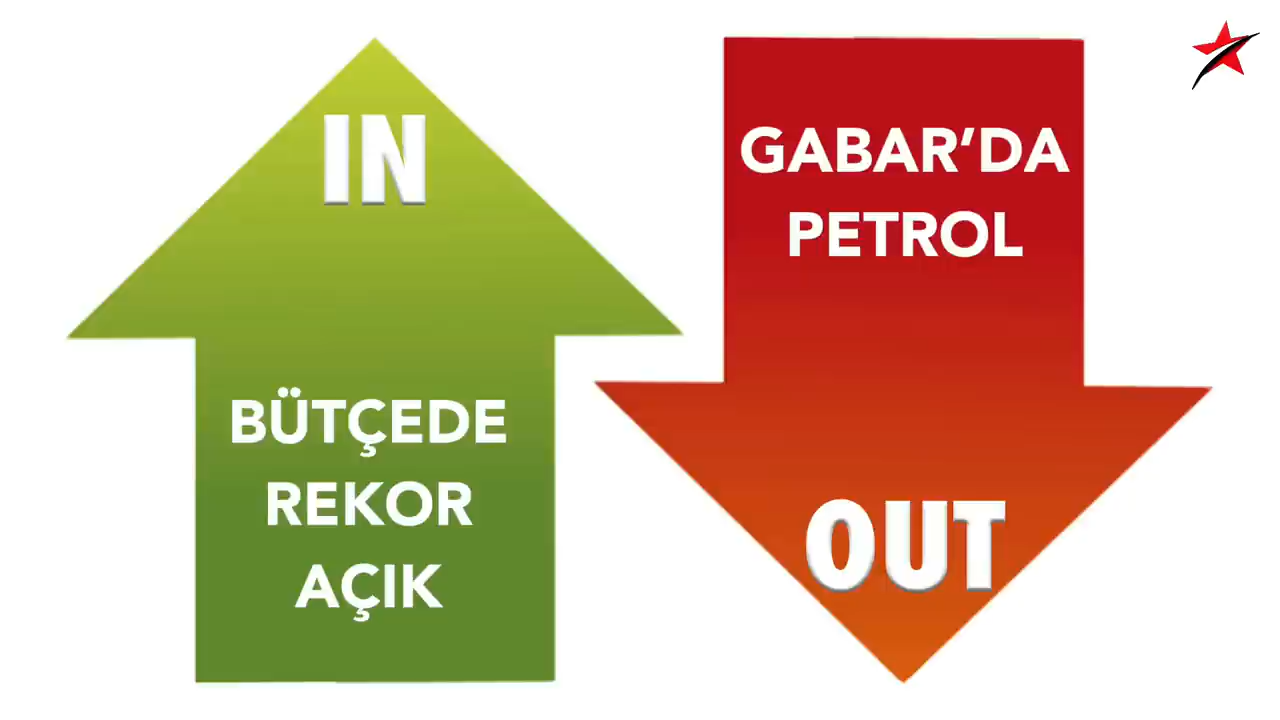 IN
BÜTÇEDE
REKOR
AÇIK
GABAR’DA
PETROL
OUT